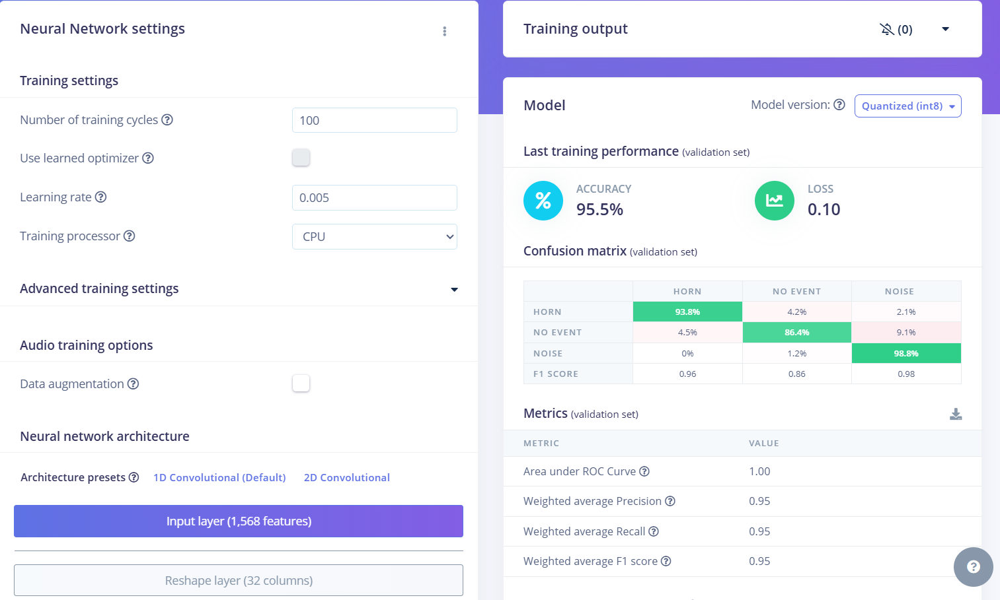 Neural Network settings
Training settings
Number of training cycles
100
Use learned optimizer
Learning rate
0.005
Training processor
CPU
Advanced training settings
Audio training options
Data augmentation
Neural network architecture
Architecture presets 1D Convolutional (Default) 2D Convolutional
Input layer (1,568 features)
Reshape layer (32 columns)
Training output
(0)
Model
Model version: Quantized (int8)
Last training performance (validation set)
%
ACCURACY
95.5%
LOSS
0.10
Confusion matrix (validation set)
HORN NO EVENT NOISE
HORN 93.8% 4.2% 2.1%
NO EVENT 4.5% 86.4% 9.1%
NOISE 0% 1.2% 98.8%
F1 SCORE 0.96 0.86 0.98
Metrics (validation set)
METRIC VALUE
Area under ROC Curve 1.00
Weighted average Precision 0.95
Weighted average Recall 0.95
Weighted average F1 score 0.95